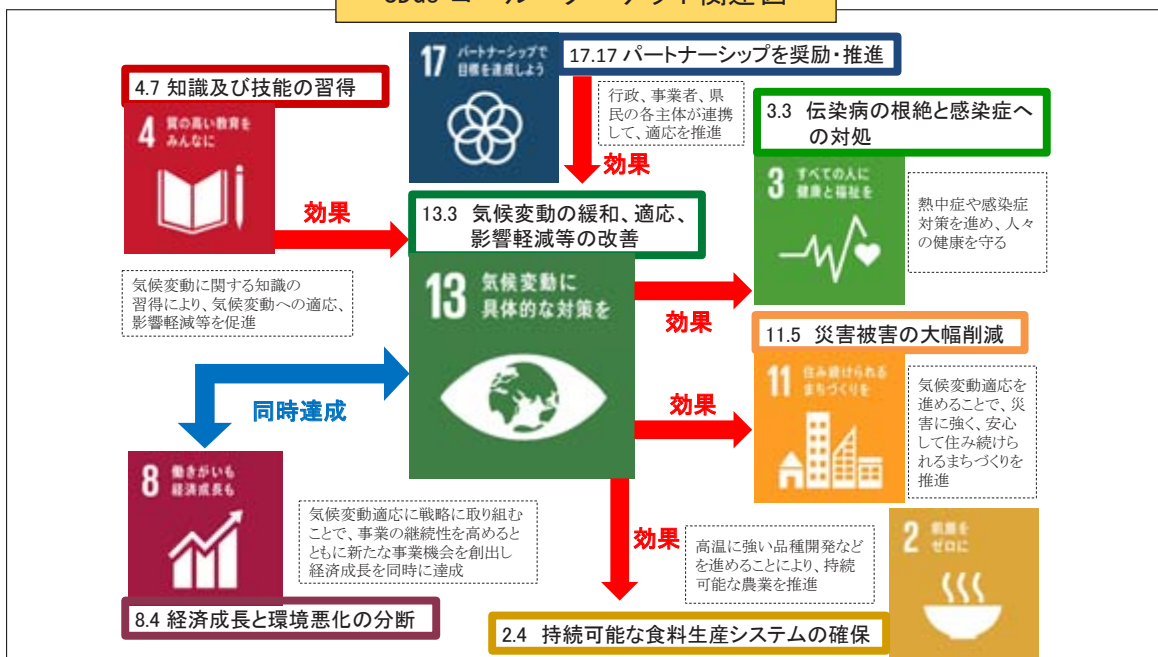 17 パートナーシップで
目標を達成しよう
17.17 パートナーシップを奨励・推進
行政、事業者、県
民の各主体が連携
して、適応を推進
効果
4.7 知識及び技能の習得
4 質の高い教育を
みんなに
効果
気候変動に関する知識の
習得により、気候変動への適応、
影響軽減等を促進
3.3 伝染病の根絶と感染症へ
の対処
3 すべての人に
健康と福祉を
熱中症や感染症
対策を進め、人々
の健康を守る
13.3 気候変動の緩和、適応、
影響軽減等の改善
13 気候変動に
具体的な対策を
効果
11.5 災害被害の大幅削減
11 住み続けられる
まちづくりを
気候変動適応を
進めることで、災
害に強く、安心
して住み続けら
れるまちづくりを
推進
効果
同時達成
8 働きがいも
経済成長も
気候変動適応に戦略に取り組む
ことで、事業の継続性を高めると
ともに新たな事業機会を創出し
経済成長を同時に達成
8.4 経済成長と環境悪化の分断
効果
高温に強い品種開発など
を進めることにより、持続
可能な農業を推進
2 飢餓を
ゼロに
2.4 持続可能な食料生産システムの確保